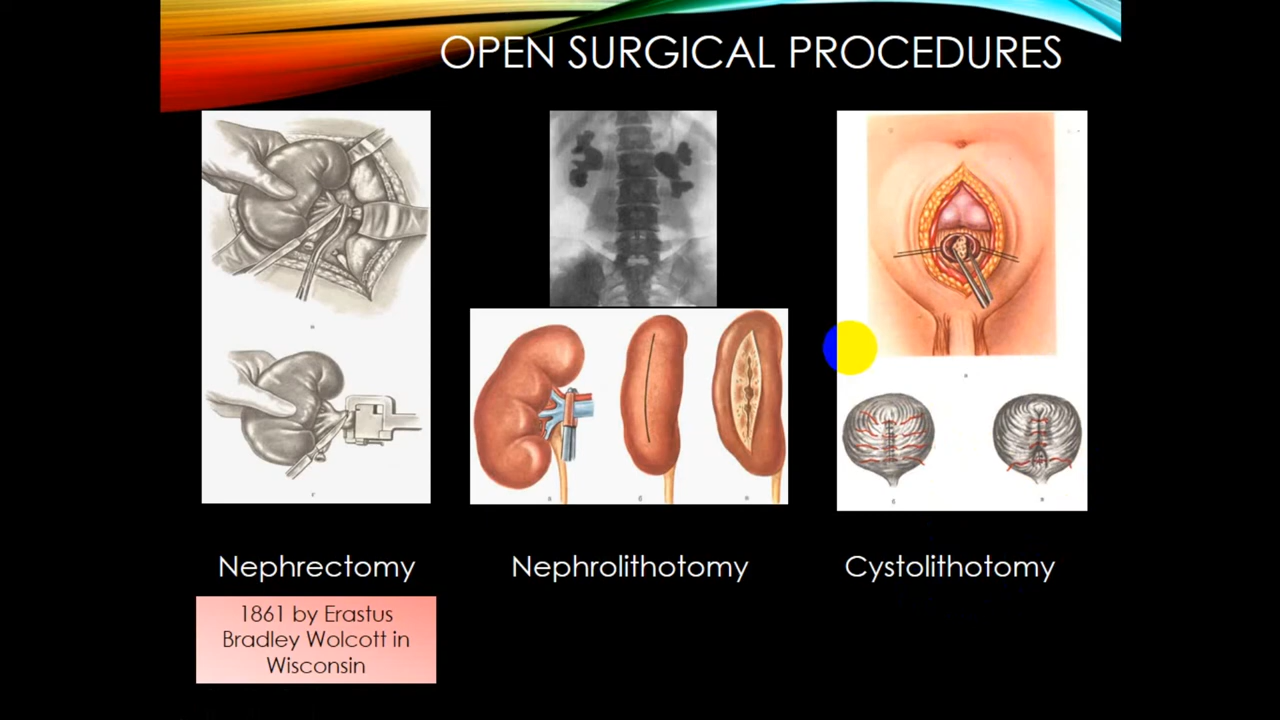 OPEN SURGICAL PROCEDURES
Nephrectomy
1861 by Erastus
Bradley Wolcott in
Wisconsin
Nephrolithotomy
Cystolithotomy